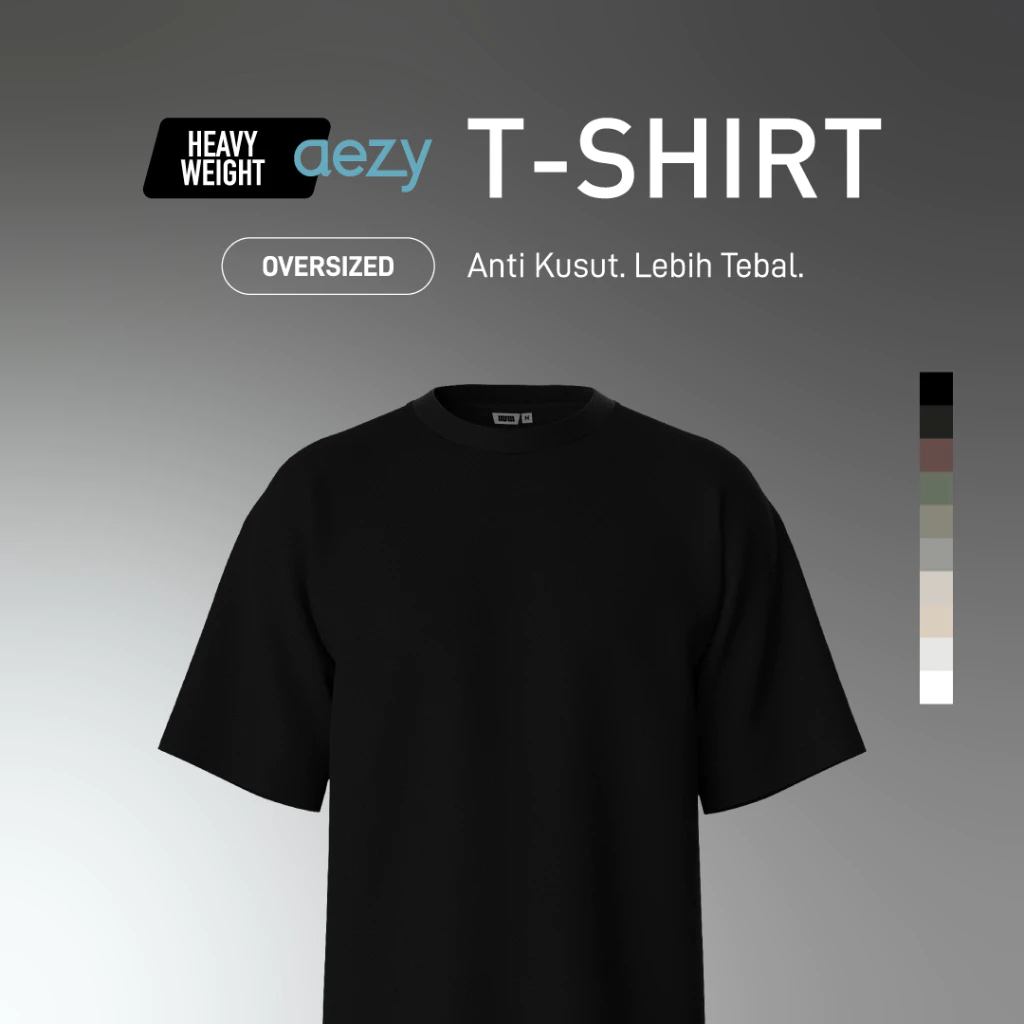 HEAVY
WEIGHT
aezy
T-SHIRT
OVERSIZED
Anti Kusut. Lebih Tebal.
M